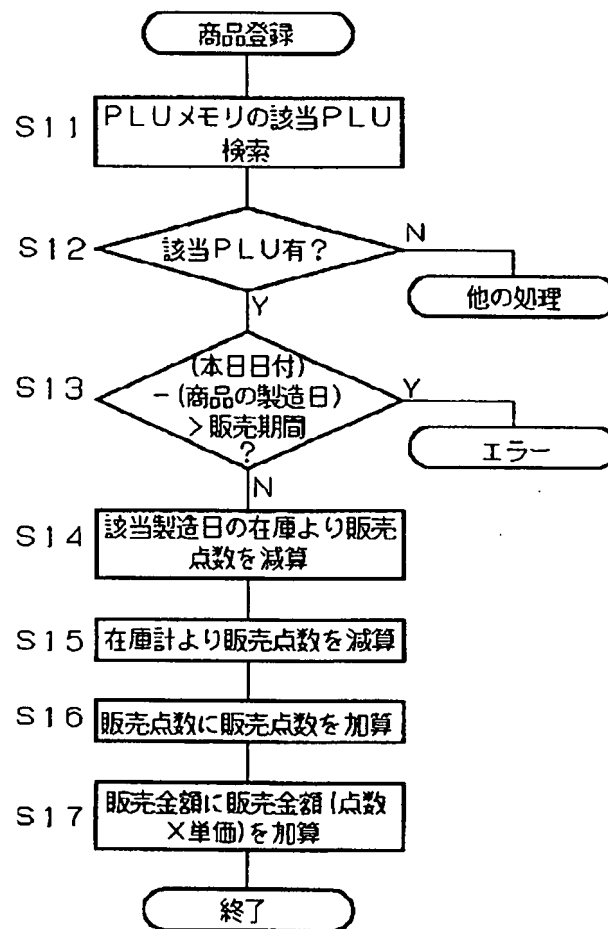 商品登録
S11
PLUメモリの該当PLU
検索
S12
該当PLU有?
N
他の処理
Y
S13
(本日日付)
-(商品の製造日)
>販売期間
?
Y
エラー
N
S14
該当製造日の在庫より販売
点数を減算
S15
在庫計より販売点数を減算
S16
販売点数に販売点数を加算
S17
販売金額に販売金額(点数
×単価)を加算
終了